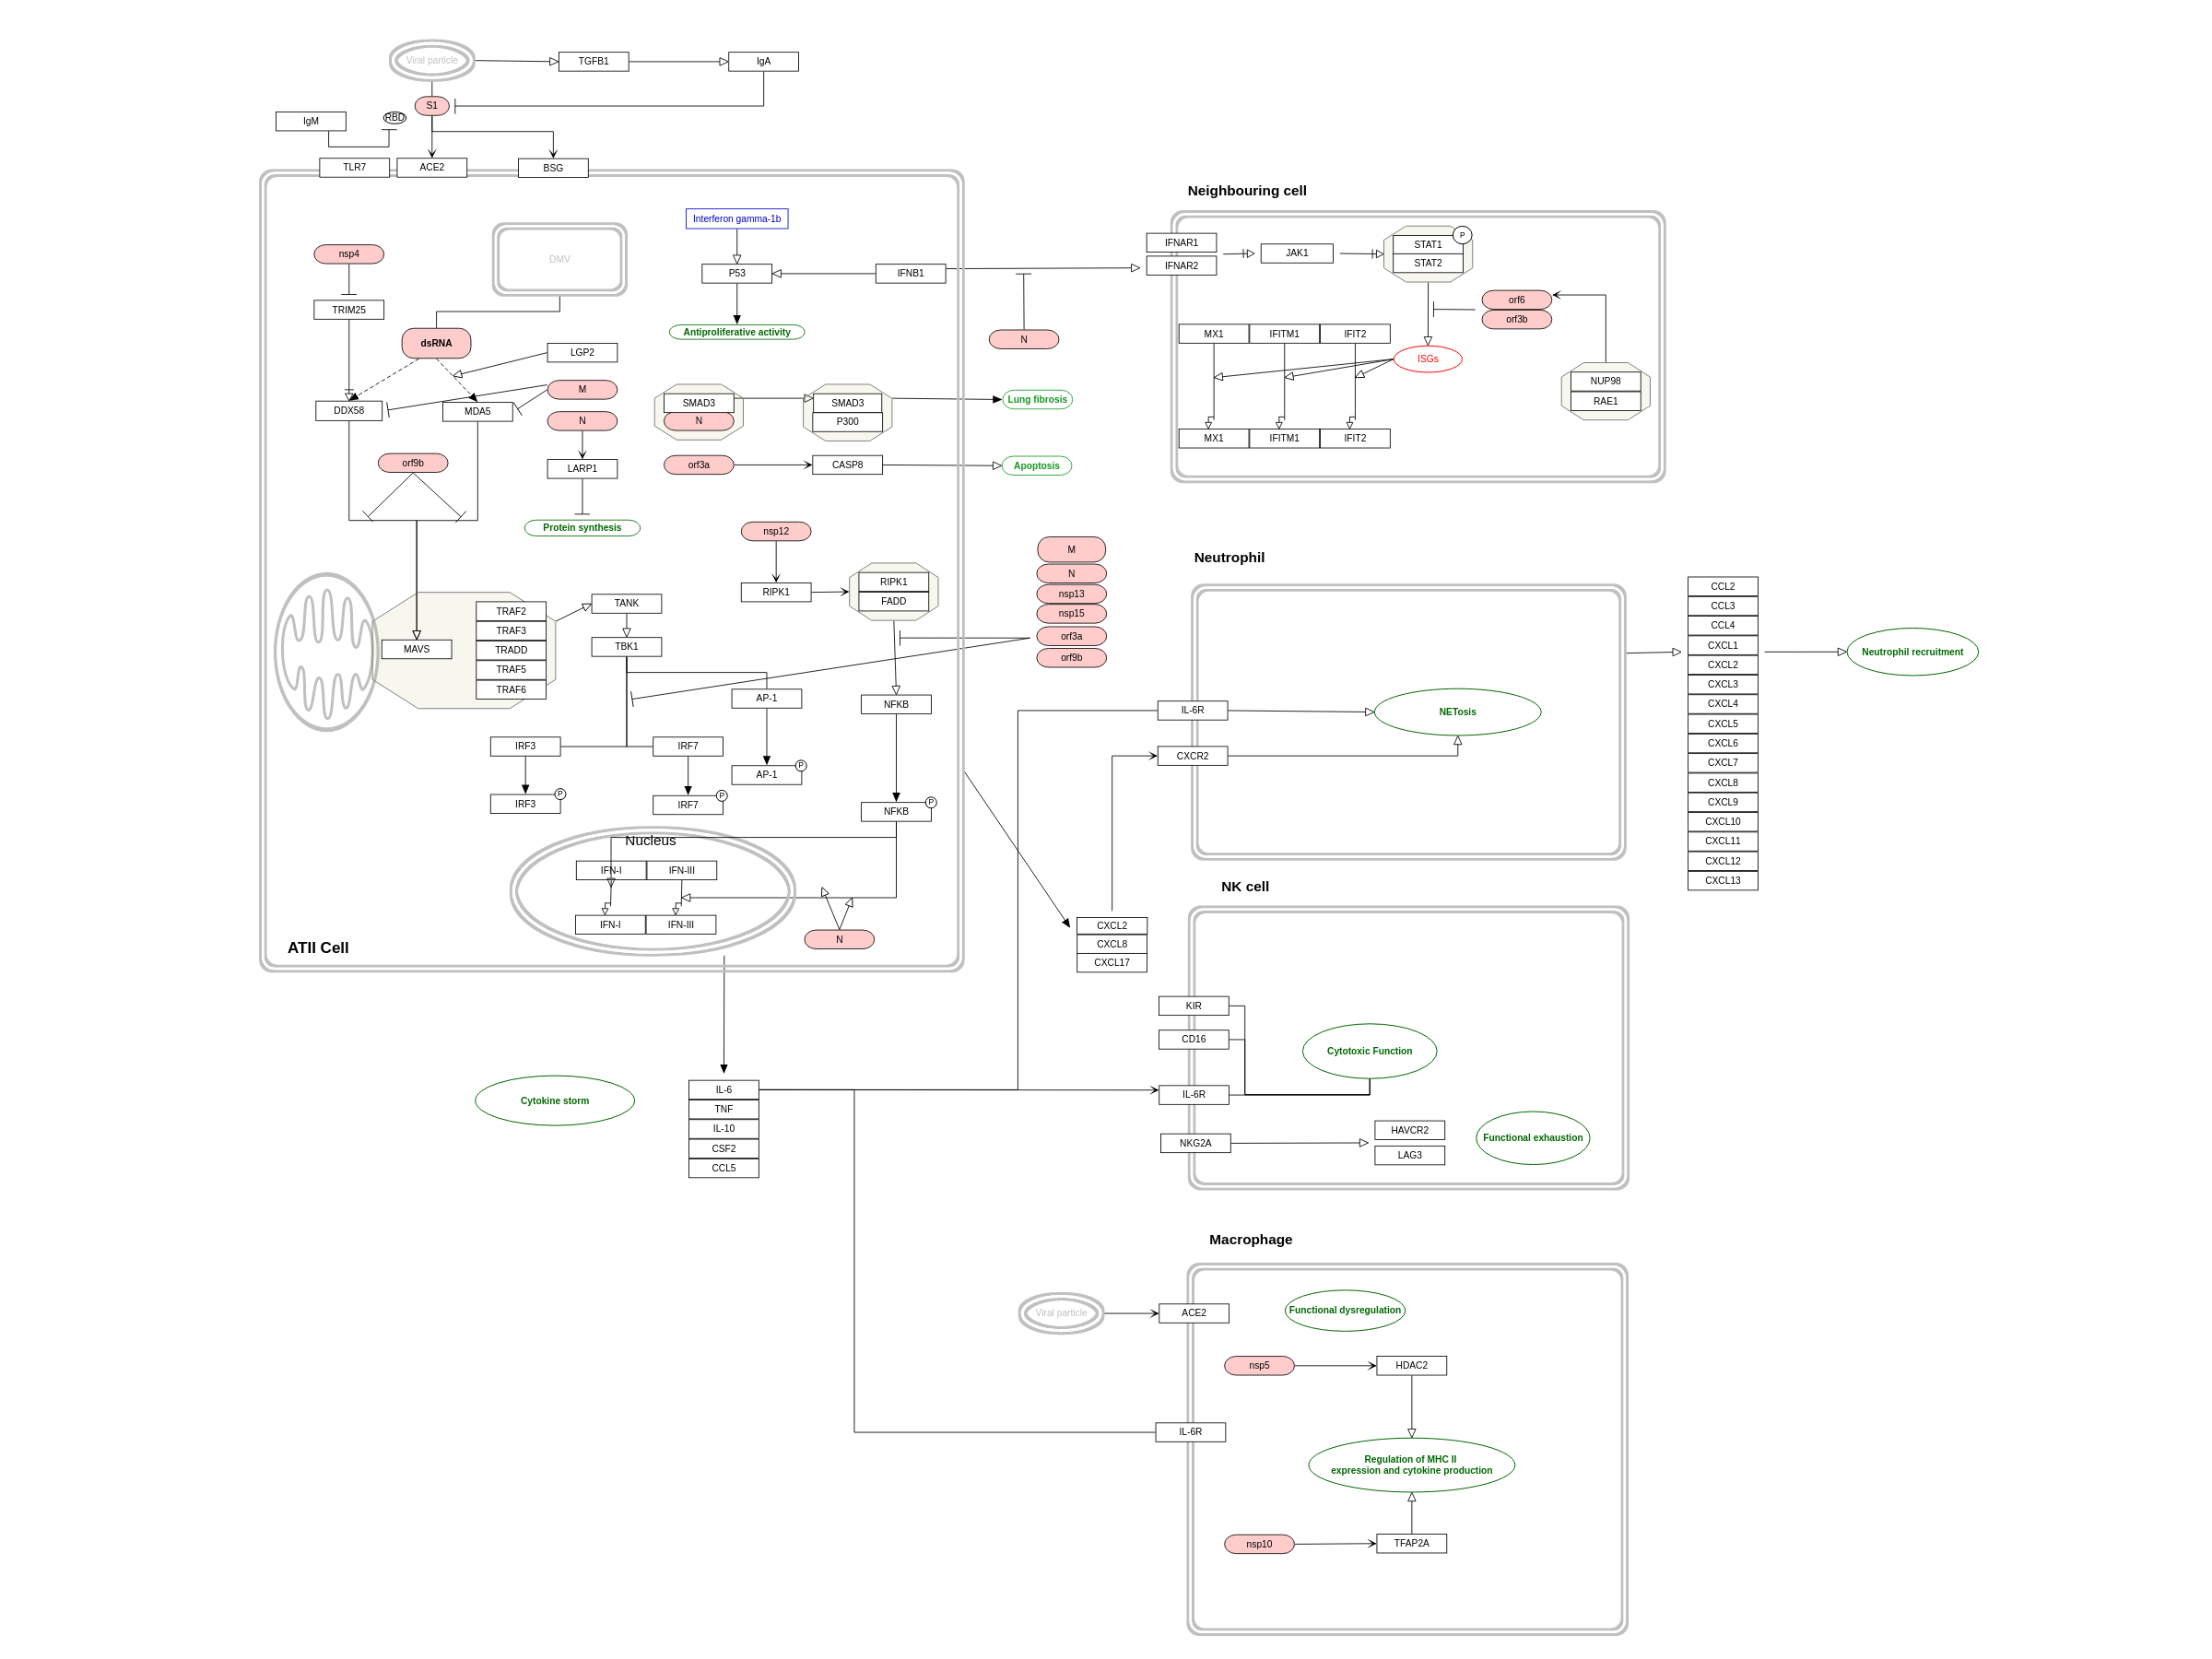 Viral particle
TGFB1
IgA
S1
IgM
RBD
TLR7
ACE2
BSG
Interferon gamma-1b
nsp4
DMV
P53
IFNB1
TRIM25
Antiproliferative activity
N
dsRNA
LGP2
M
DDX58
MDA5
N
SMAD3
N
SMAD3
P300
Lung fibrosis
orf9b
LARP1
orf3a
CASP8
Apoptosis
Protein synthesis
nsp12
RIPK1
RIPK1
FADD
MAVS
TRAF2
TRAF3
TRADD
TRAF5
TRAF6
TANK
TBK1
M
N
nsp13
nsp15
orf3a
orf9b
AP-1
NFKB
IRF3
IRF7
AP-1
P
IRF3
P
IRF7
P
NFKB
P
Nucleus
IFN-I
IFN-III
IFN-I
IFN-III
N
ATII Cell
Neighbouring cell
IFNAR1
IFNAR2
JAK1
STAT1
STAT2
P
orf6
orf3b
MX1
IFITM1
IFIT2
ISGs
NUP98
RAE1
MX1
IFITM1
IFIT2
Neutrophil
IL-6R
CXCR2
NETosis
CCL2
CCL3
CCL4
CXCL1
CXCL2
CXCL3
CXCL4
CXCL5
CXCL6
CXCL7
CXCL8
CXCL9
CXCL10
CXCL11
CXCL12
CXCL13
Neutrophil recruitment
NK cell
CXCL2
CXCL8
CXCL17
KIR
CD16
IL-6R
NKG2A
Cytotoxic Function
HAVCR2
LAG3
Functional exhaustion
Cytokine storm
IL-6
TNF
IL-10
CSF2
CCL5
Macrophage
Viral particle
ACE2
Functional dysregulation
nsp5
HDAC2
IL-6R
Regulation of MHC II
expression and cytokine production
nsp10
TFAP2A